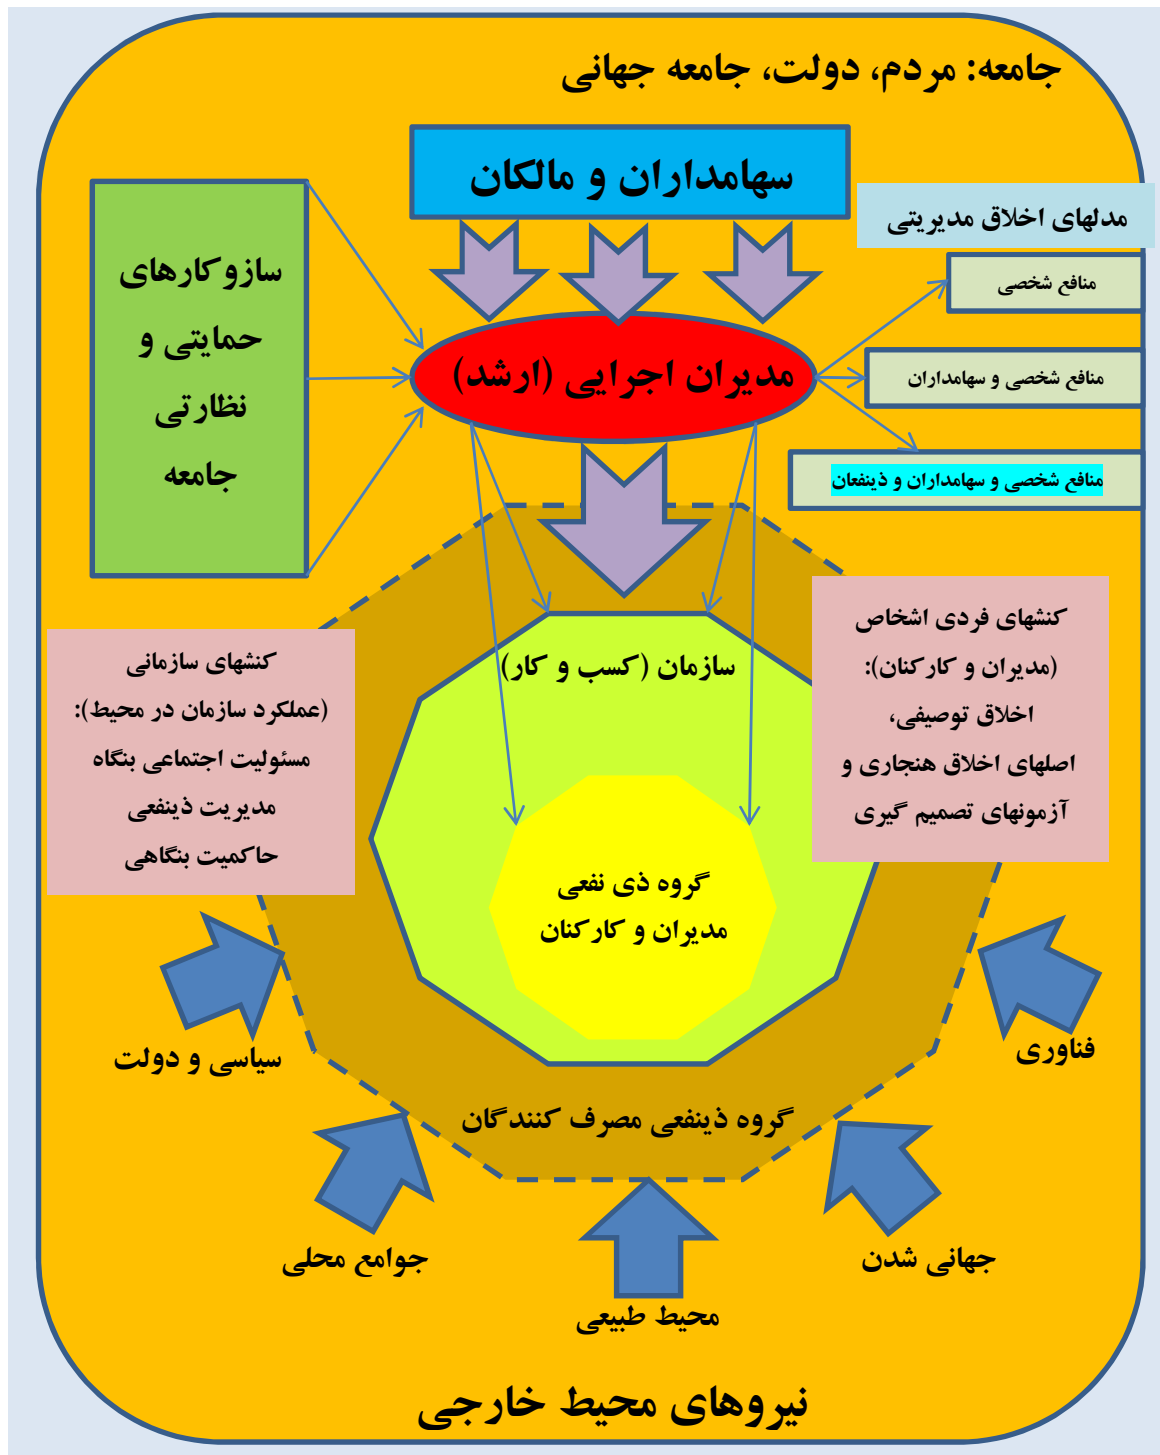 جامعه: مردم، دولت، جامعه جهانی
سهامداران و مالکان
مدلهای اخلاق مدیریتی
سازوکارهای
حمایتی و
نظارتی
جامعه
منافع شخصی
مدیران اجرایی (ارشد)
منافع شخصی و سهامداران
منافع شخصی و سهامداران و ذینفعان
کنشهای فردی اشخاص
(مدیران و کارکنان):
اخلاق توصیفی،
اصلهای اخلاق هنجاری و
آزمونهای تصمیم گیری
سازمان (کسب و کار)
کنشهای سازمانی
(عملکرد سازمان در محیط):
مسئولیت اجتماعی بنگاه
مدیریت ذینفعی
حاکمیت بنگاهی
گروه ذی نفعی
مدیران و کارکنان
فناوری
سیاسی و دولت
گروه ذینفعی مصرف کنندگان
جهانی شدن
جوامع محلی
محیط طبیعی
نیروهای محیط خارجی